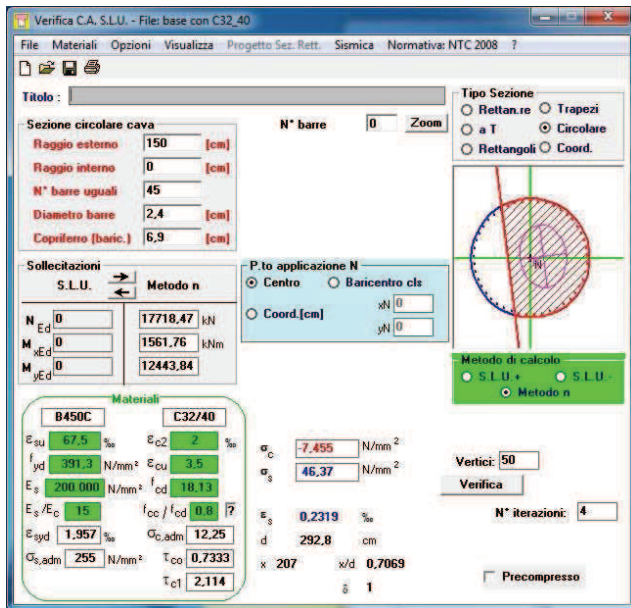 Verifica C.A. S.L.U. - File: base con C32_40
File Materiali Opzioni Visualizza Progetto Sez. Rett. Sismica Normativa: NTC 2008 ?
Titolo :
Tipo Sezione
Rettan.re Trapezi
a T Circolare
Rettangoli Coord.
Sezione circolare cava
N° barre 0 Zoom
Raggio esterno 150 [cm]
Raggio interno 0 [cm]
N° barre uguali 45
Diametro barre 2,4 [cm]
Copriferro (baric.) 6,9 [cm]
N
Sollecitazioni
S.L.U. Metodo n
N Ed 0 17718,47 kN
M xEd 0 1561,76 kNm
M yEd 0 12443,84
P.to applicazione N
Centro Baricentro cls
Coord.[cm] xN 0
yN 0
Metodo di calcolo
S.L.U.+ S.L.U.-
Metodo n
Materiali
B450C C32/40
εsu 67,5 ‰ εc2 2 ‰
fyd 391,3 N/mm² εcu 3,5
Es 200.000 N/mm² fcd 18,13
Es/Ec 15 fcc / fcd 0,8 ?
εsyd 1,957 ‰ σc,adm 12,25
σs,adm 255 N/mm² τco 0,7333
τc1 2,114
σc -7,455 N/mm²
σs 46,37 N/mm²
εs 0,2319 ‰
d 292,8 cm
x 207 x/d 0,7069
δ 1
Vertici: 50
Verifica
N° iterazioni: 4
Precompresso